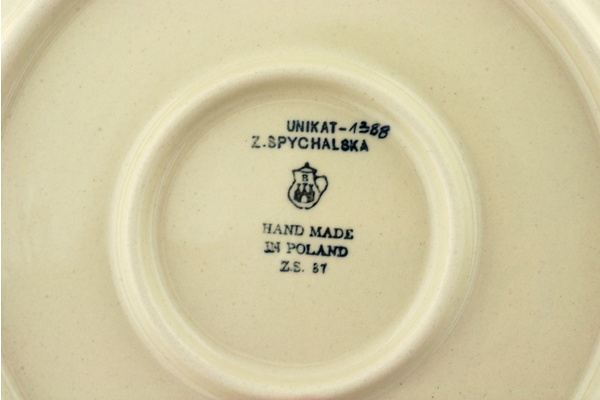 UNIKAT-1388
Z.SPYCHALSKA
B
HAND MADE
IN POLAND
Z.S. 87